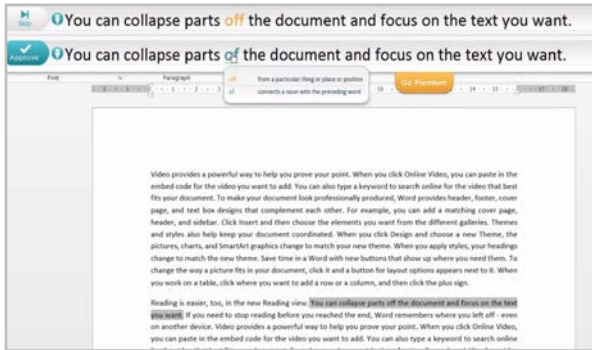 Skip
You can collapse parts off the document and focus on the text you want.
Approve
You can collapse parts of the document and focus on the text you want.
Font
Paragraph
off from a particular thing or place or position
of converts a noun with the preceding word
Go Premium
Video provides a powerful way to help you prove your point. When you click Online Video, you can paste in the
embed code for the video you want to add. You can also type a keyword to search online for the video that best
fits your document. To make your document look professionally produced, Word provides header, footer, cover
page, and text box designs that complement each other. For example, you can add a matching cover page,
header, and sidebar. Click Insert and then choose the elements you want from the different galleries. Themes
and styles also help keep your document coordinated. When you click Design and choose a new Theme, the
pictures, charts, and SmartArt graphics change to match your new theme. When you apply styles, your headings
change to match the new theme. Save time in a Word with new buttons that show up where you need them. To
change the way a picture fits in your document, click it and a button for layout options appears next to it. When
you work on a table, click where you want to add a row or a column, and then click the plus sign.
Reading is easier, too, in the new Reading view. You can collapse parts off the document and focus on the text
you want. If you need to stop reading before you reached the end, Word remembers where you left off - even
on another device. Video provides a powerful way to help you prove your point. When you click Online Video,
you can paste in the embed code for the video you want to add. You can also type a keyword to search online